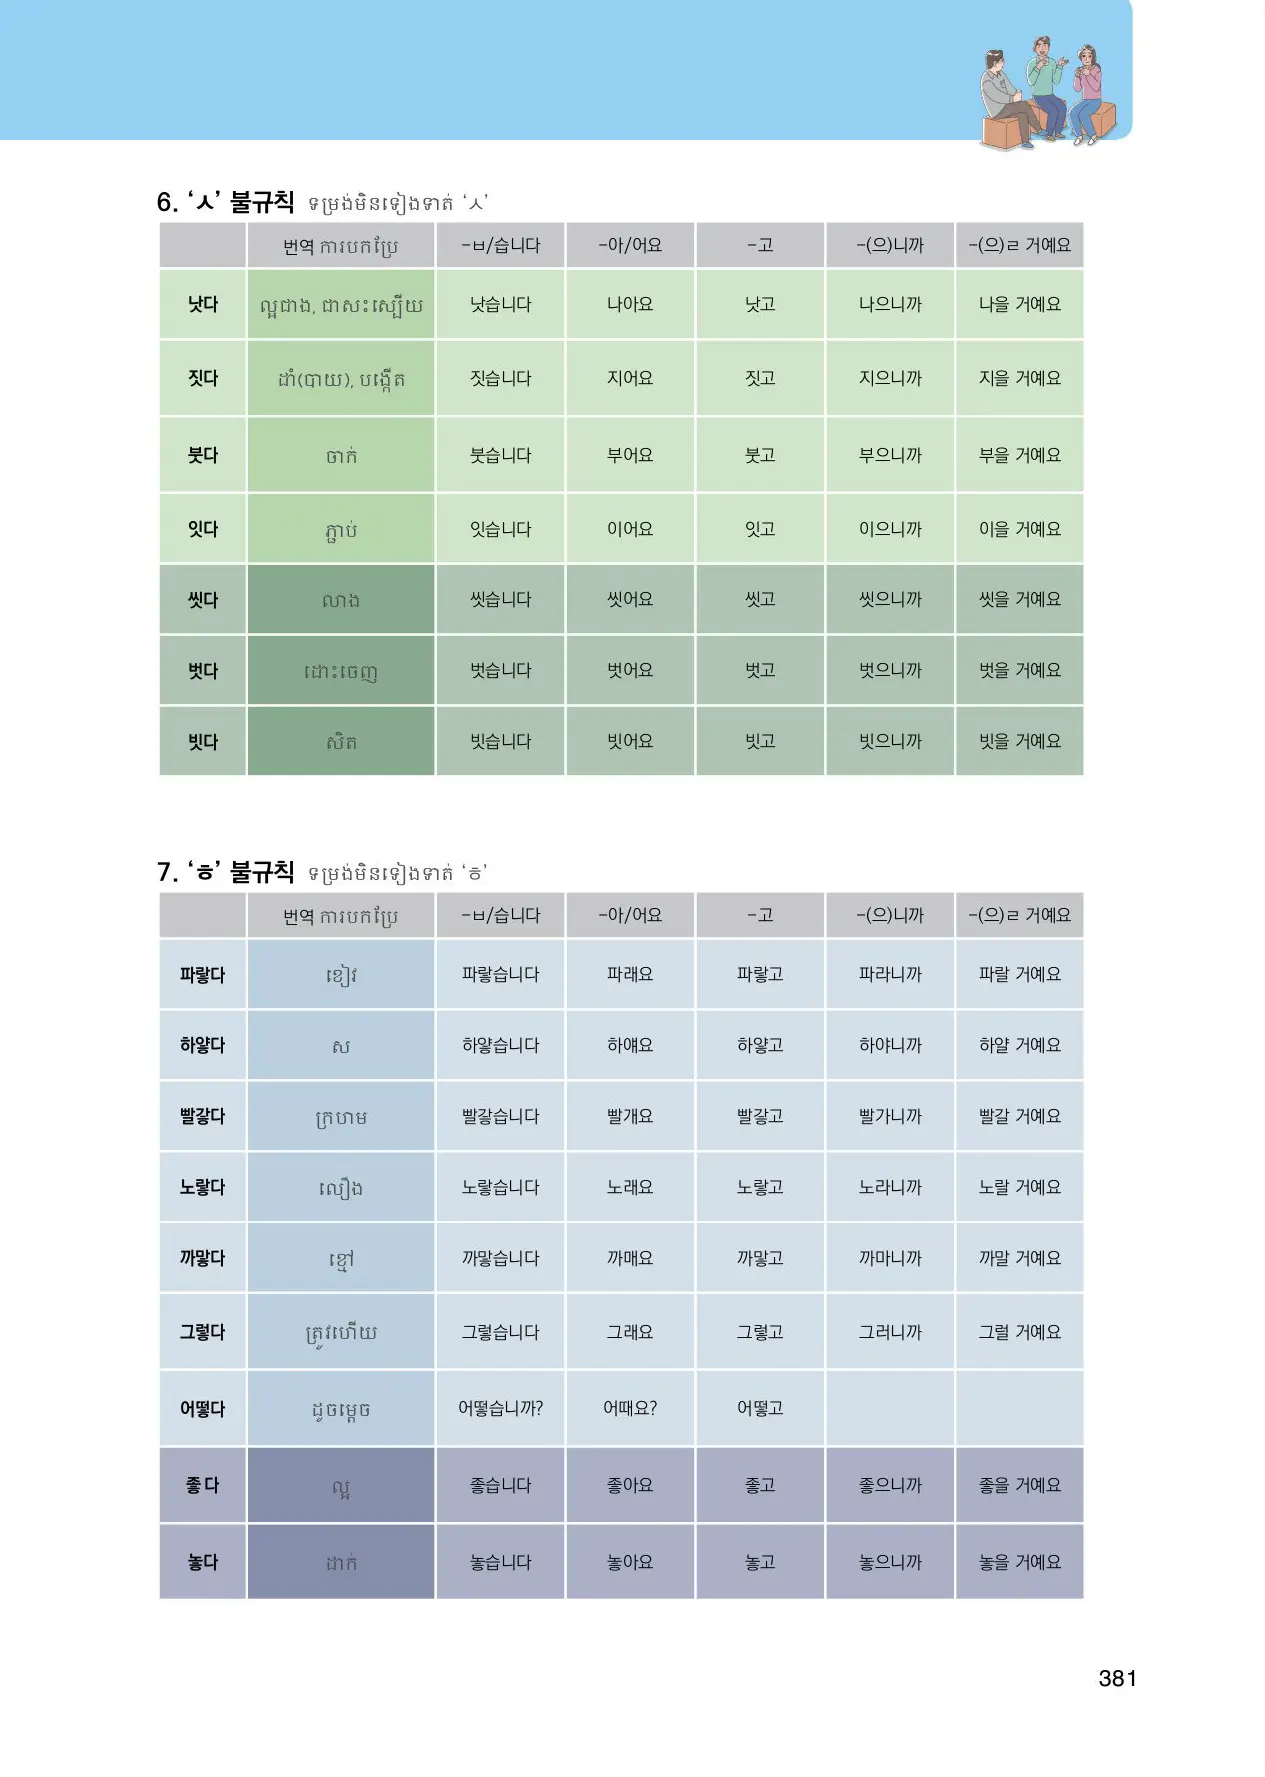 6. ‘ㅅ’ 불규칙 ទម្រង់មិនទៀងទាត់ ‘ㅅ’
번역 ការបកប្រែ -ㅂ/습니다 -아/어요 -고 -(으)니까 -(으)ㄹ 거예요
낫다 ល្អជាង, ជាសះស្បើយ 낫습니다 나아요 낫고 나으니까 나을 거예요
짓다 ដាំ(បាយ), បង្កើត 짓습니다 지어요 짓고 지으니까 지을 거예요
붓다 ចាក់ 붓습니다 부어요 붓고 부으니까 부을 거예요
잇다 ភ្ជាប់ 잇습니다 이어요 잇고 이으니까 이을 거예요
씻다 លាង 씻습니다 씻어요 씻고 씻으니까 씻을 거예요
벗다 ដោះចេញ 벗습니다 벗어요 벗고 벗으니까 벗을 거예요
빗다 សិត 빗습니다 빗어요 빗고 빗으니까 빗을 거예요
7. ‘ㅎ’ 불규칙 ទម្រង់មិនទៀងទាត់ ‘ㅎ’
번역 ការបកប្រែ -ㅂ/습니다 -아/어요 -고 -(으)니까 -(으)ㄹ 거예요
파랗다 ខៀវ 파랗습니다 파래요 파랗고 파라니까 파랄 거예요
하얗다 ស 하얗습니다 하얘요 하얗고 하야니까 하얄 거예요
빨갛다 ក្រហម 빨갛습니다 빨개요 빨갛고 빨가니까 빨갈 거예요
노랗다 លឿង 노랗습니다 노래요 노랗고 노라니까 노랄 거예요
까맣다 ខ្មៅ 까맣습니다 까매요 까맣고 까마니까 까말 거예요
그렇다 ត្រូវហើយ 그렇습니다 그래요 그렇고 그러니까 그럴 거예요
어떻다 ដូចម្ដេច 어떻습니까? 어때요? 어떻고
좋 다 ល្អ 좋습니다 좋아요 좋고 좋으니까 좋을 거예요
놓다 ដាក់ 놓습니다 놓아요 놓고 놓으니까 놓을 거예요
381